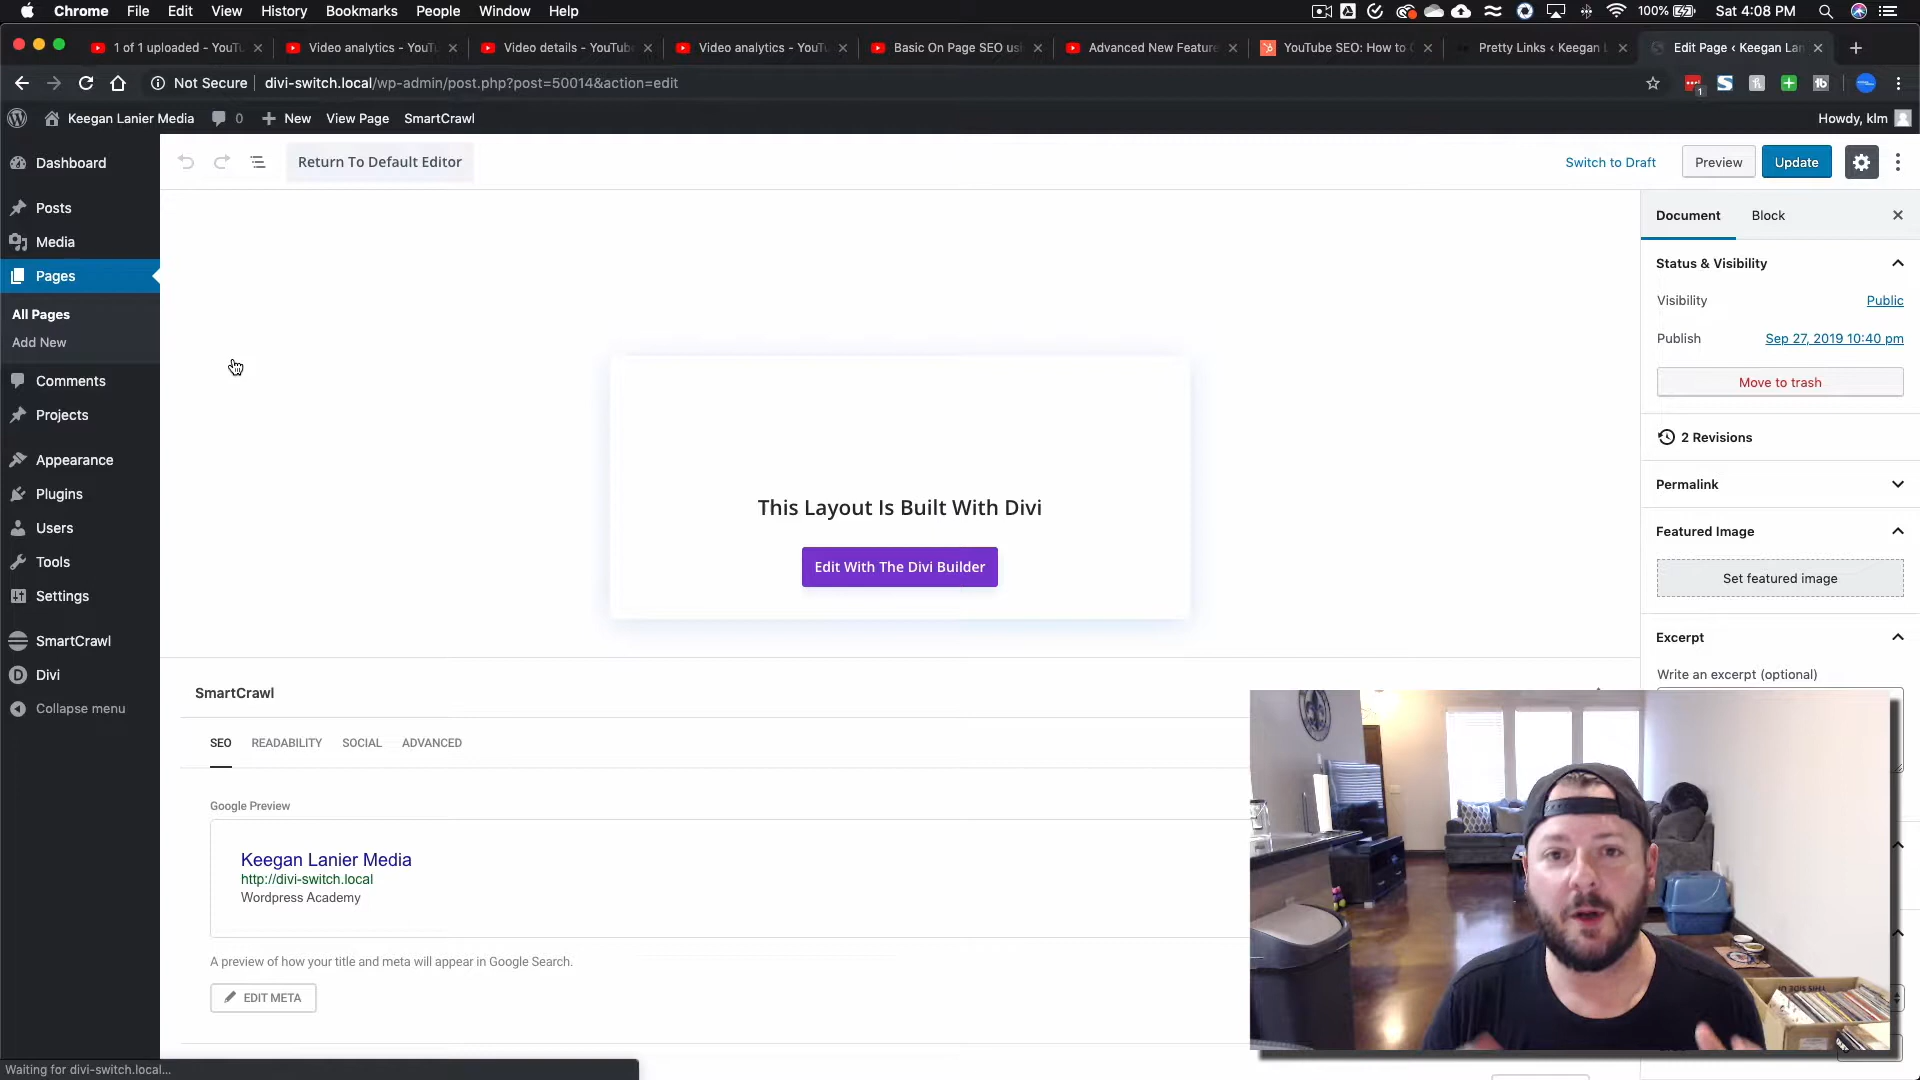 Chrome File Edit View History Bookmarks People Window Help 100% Sat 4:08 PM
1 of 1 uploaded - YouTu Video analytics - YouTu Video details - YouTube Video analytics - YouTu Basic On Page SEO usi Advanced New Feature YouTube SEO: How to Pretty Links ‹ Keegan L Edit Page ‹ Keegan Lan
Not Secure divi-switch.local/wp-admin/post.php?post=50014&action=edit
Keegan Lanier Media 0 New View Page SmartCrawl Howdy, klm
Dashboard
Posts
Media
Pages
All Pages
Add New
Comments
Projects
Appearance
Plugins
Users
Tools
Settings
SmartCrawl
Divi
Collapse menu
Return To Default Editor Switch to Draft Preview Update
This Layout Is Built With Divi
Edit With The Divi Builder
SmartCrawl
SEO READABILITY SOCIAL ADVANCED
Google Preview
Keegan Lanier Media
http://divi-switch.local
Wordpress Academy
A preview of how your title and meta will appear in Google Search.
EDIT META
Document Block
Status & Visibility
Visibility Public
Publish Sep 27, 2019 10:40 pm
Move to trash
2 Revisions
Permalink
Featured Image
Set featured image
Excerpt
Write an excerpt (optional)
Waiting for divi-switch.local...